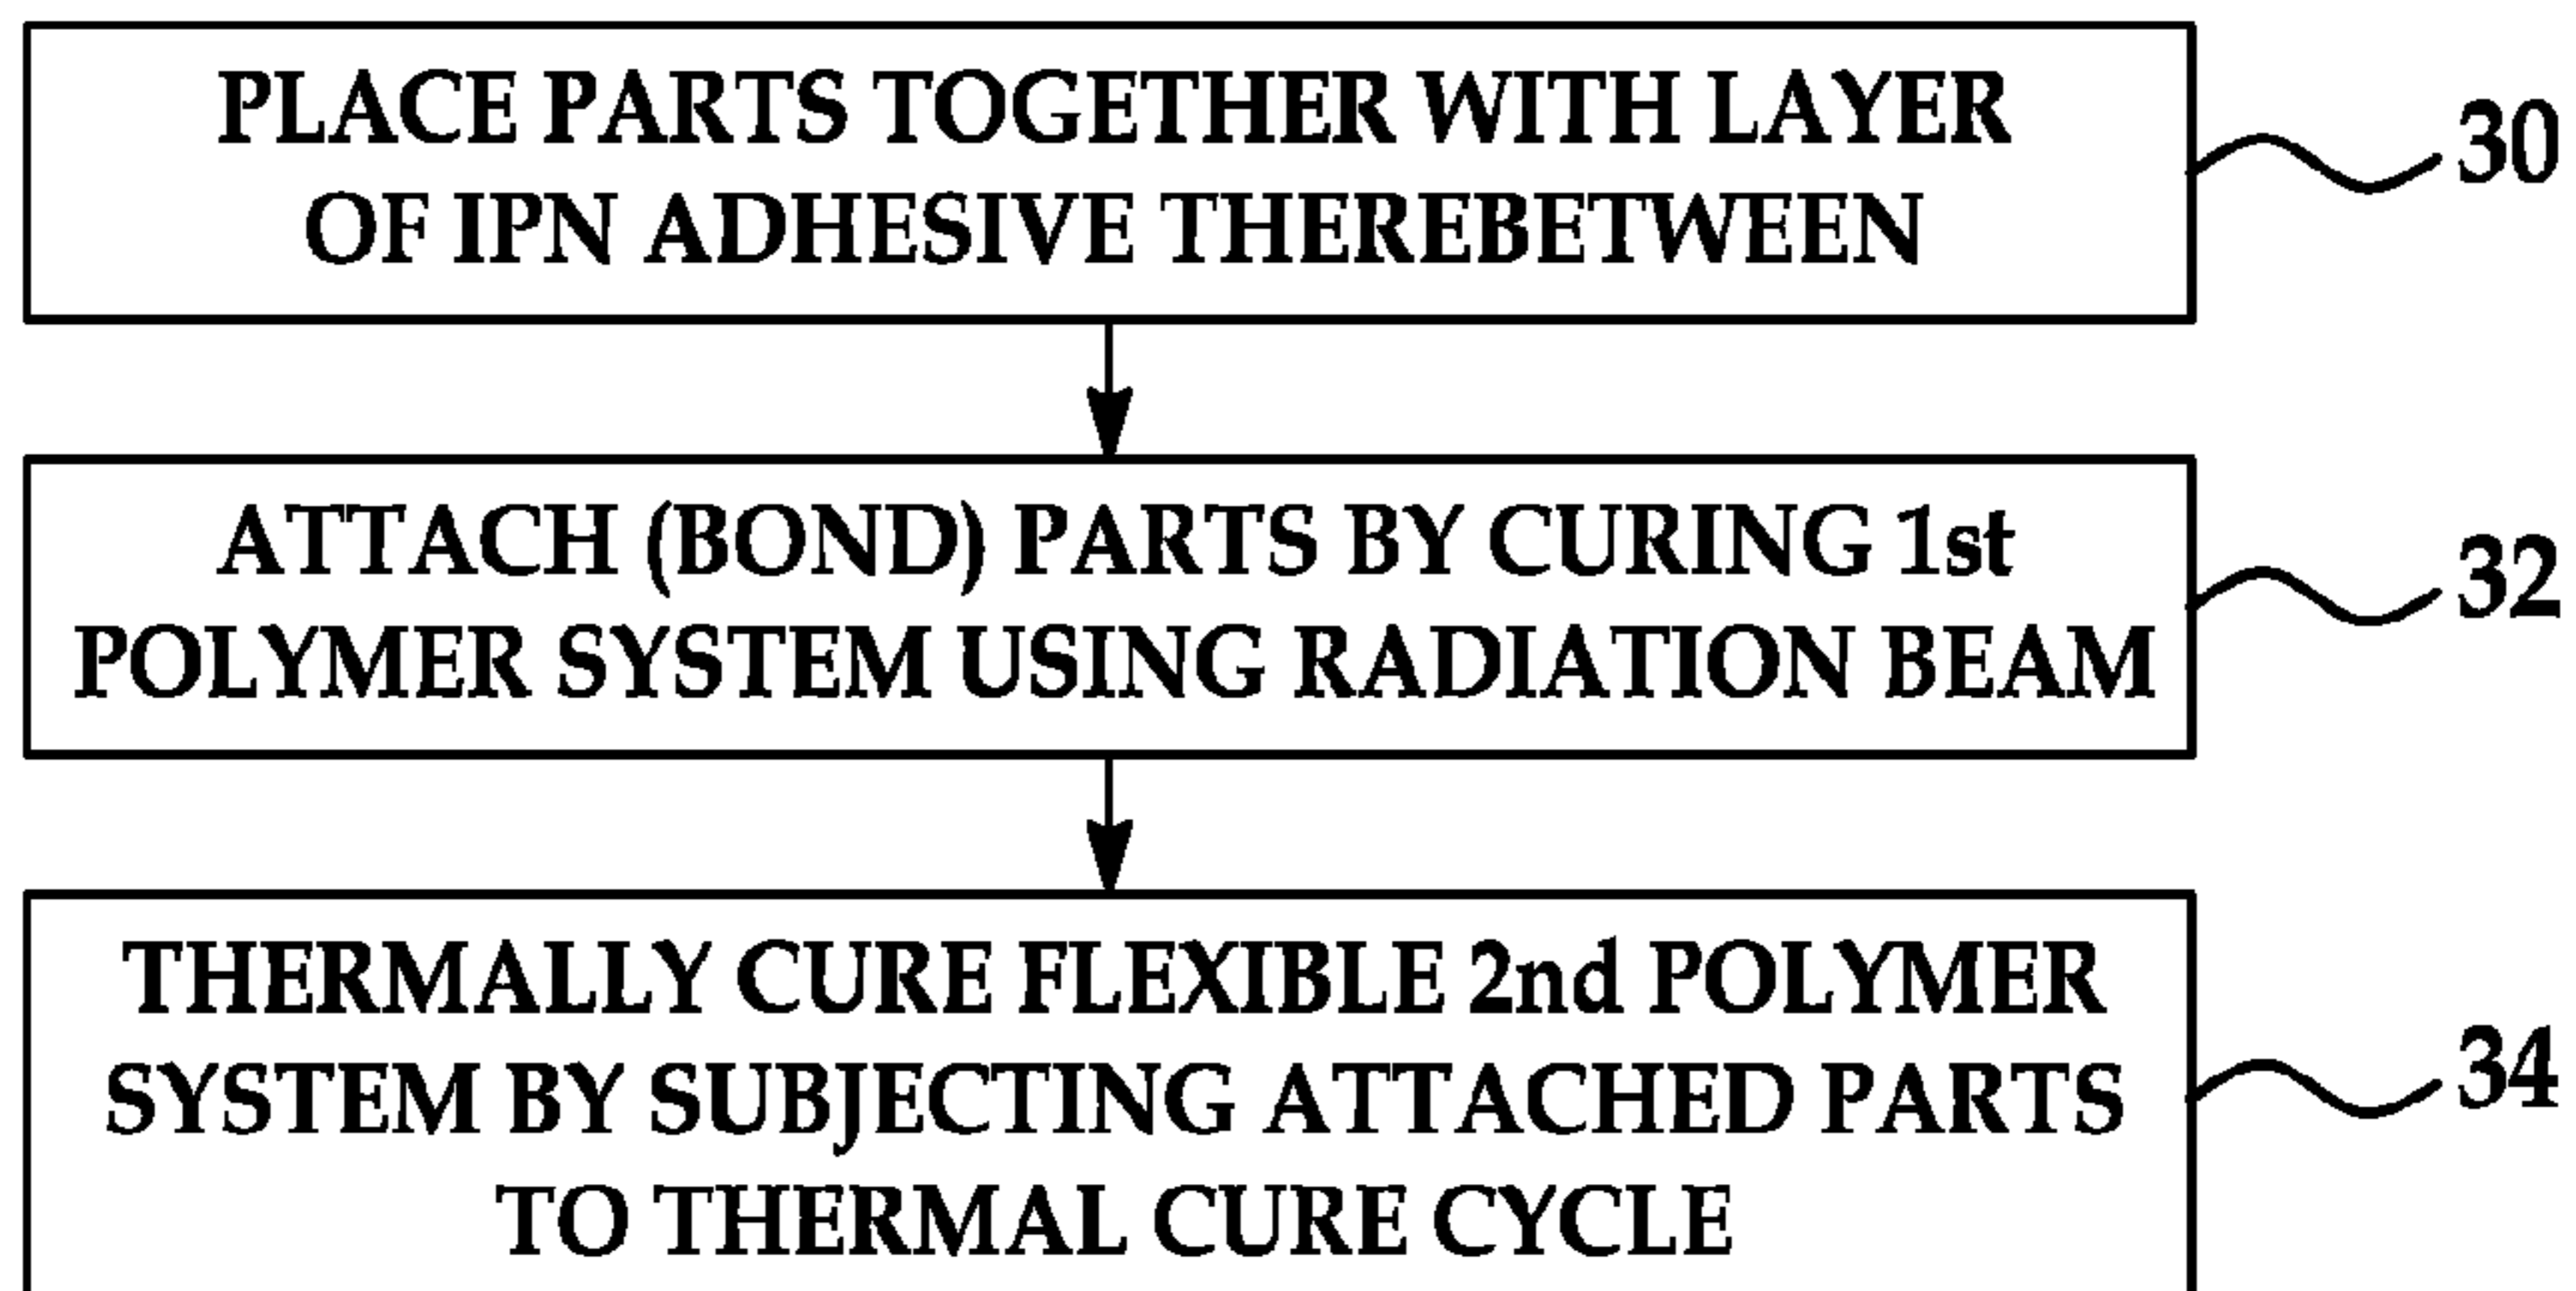 PLACE PARTS TOGETHER WITH LAYER
OF IPN ADHESIVE THEREBETWEEN
30
ATTACH (BOND) PARTS BY CURING 1st
POLYMER SYSTEM USING RADIATION BEAM
32
THERMALLY CURE FLEXIBLE 2nd POLYMER
SYSTEM BY SUBJECTING ATTACHED PARTS
TO THERMAL CURE CYCLE
34